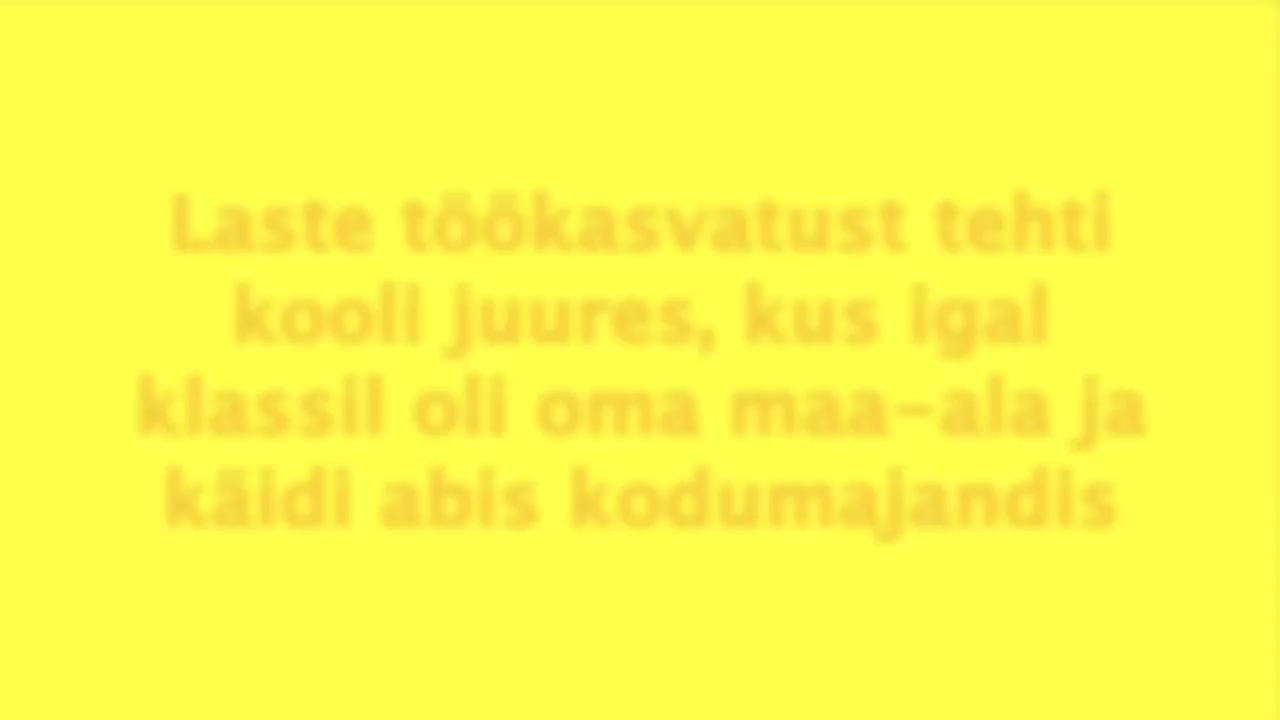 Laste töökasvatust tehti
kooli juures, kus igal
klassil oli oma maa-ala ja
käidi abis kodumajandis